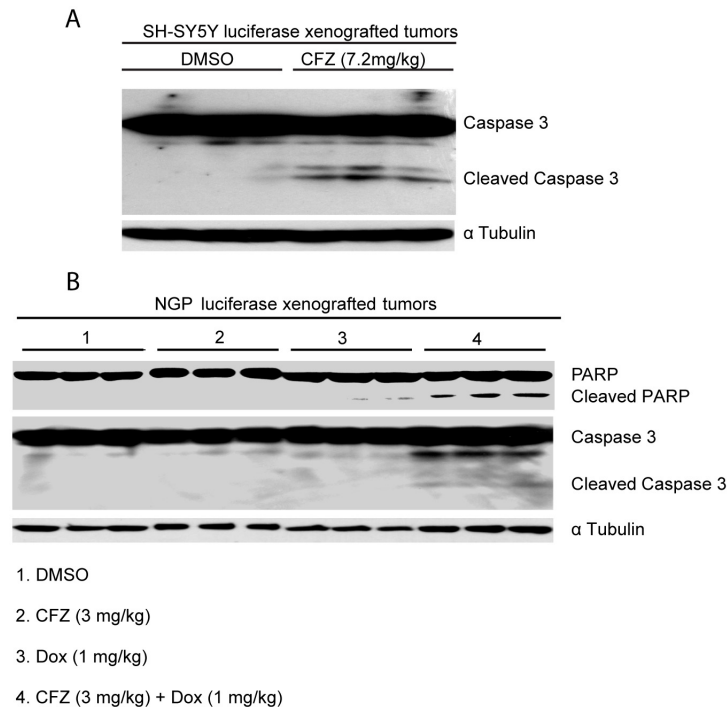 A
SH-SY5Y luciferase xenografted tumors
DMSO CFZ (7.2mg/kg)
Caspase 3
Cleaved Caspase 3
α Tubulin
B
NGP luciferase xenografted tumors
1 2 3 4
PARP
Cleaved PARP
Caspase 3
Cleaved Caspase 3
α Tubulin
1. DMSO
2. CFZ (3 mg/kg)
3. Dox (1 mg/kg)
4. CFZ (3 mg/kg) + Dox (1 mg/kg)